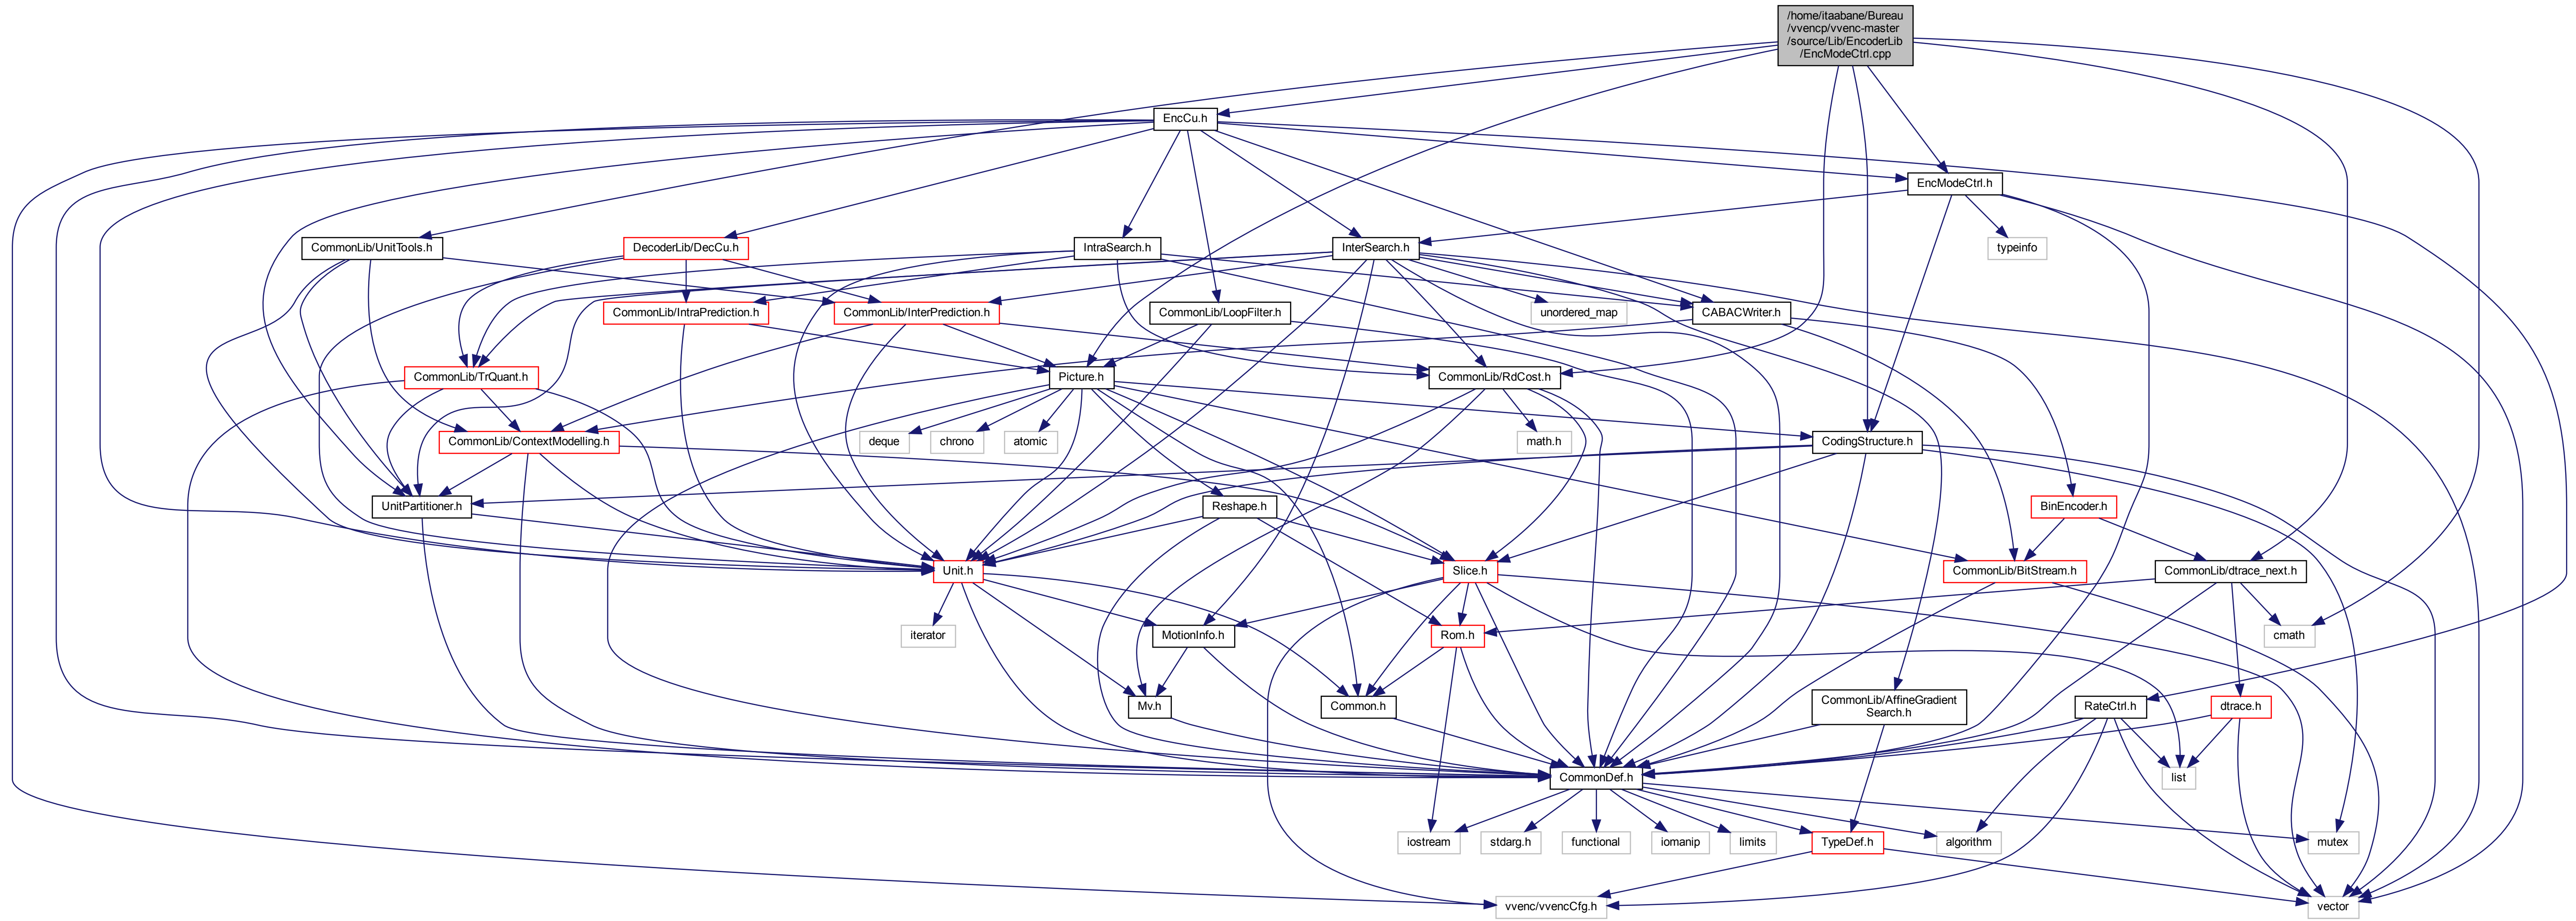 /home/itaabane/Bureau
/vvencp/vvenc-master
/source/Lib/EncoderLib
/EncModeCtrl.cpp
EncCu.h
EncModeCtrl.h
CommonLib/UnitTools.h
DecoderLib/DecCu.h
IntraSearch.h
InterSearch.h
typeinfo
CommonLib/IntraPrediction.h
CommonLib/InterPrediction.h
CommonLib/LoopFilter.h
unordered_map
CABACWriter.h
CommonLib/TrQuant.h
Picture.h
CommonLib/RdCost.h
CommonLib/ContextModelling.h
deque
chrono
atomic
math.h
CodingStructure.h
UnitPartitioner.h
Reshape.h
BinEncoder.h
Unit.h
Slice.h
CommonLib/BitStream.h
CommonLib/dtrace_next.h
iterator
MotionInfo.h
Rom.h
cmath
Mv.h
Common.h
CommonLib/AffineGradient
Search.h
RateCtrl.h
dtrace.h
CommonDef.h
list
iostream
stdarg.h
functional
iomanip
limits
TypeDef.h
algorithm
mutex
vvenc/vvencCfg.h
vector